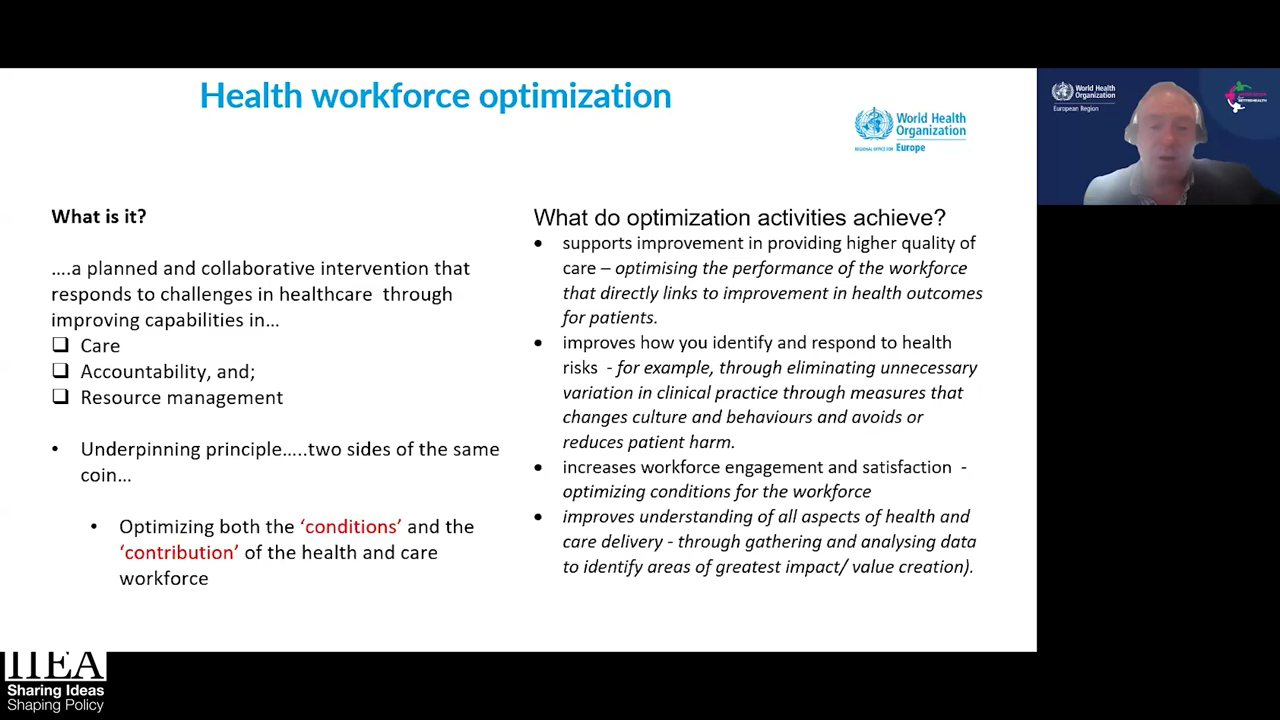 Health workforce optimization
World Health
Organization
REGIONAL OFFICE FOR Europe
What is it?
….a planned and collaborative intervention that
responds to challenges in healthcare through
improving capabilities in…
❑ Care
❑ Accountability, and;
❑ Resource management
• Underpinning principle…..two sides of the same
coin…
• Optimizing both the ‘conditions’ and the
‘contribution’ of the health and care
workforce
What do optimization activities achieve?
• supports improvement in providing higher quality of
care – optimising the performance of the workforce
that directly links to improvement in health outcomes
for patients.
• improves how you identify and respond to health
risks - for example, through eliminating unnecessary
variation in clinical practice through measures that
changes culture and behaviours and avoids or
reduces patient harm.
• increases workforce engagement and satisfaction -
optimizing conditions for the workforce
• improves understanding of all aspects of health and
care delivery - through gathering and analysing data
to identify areas of greatest impact/ value creation).
World Health
Organization
European Region
IIEA
Sharing Ideas
Shaping Policy